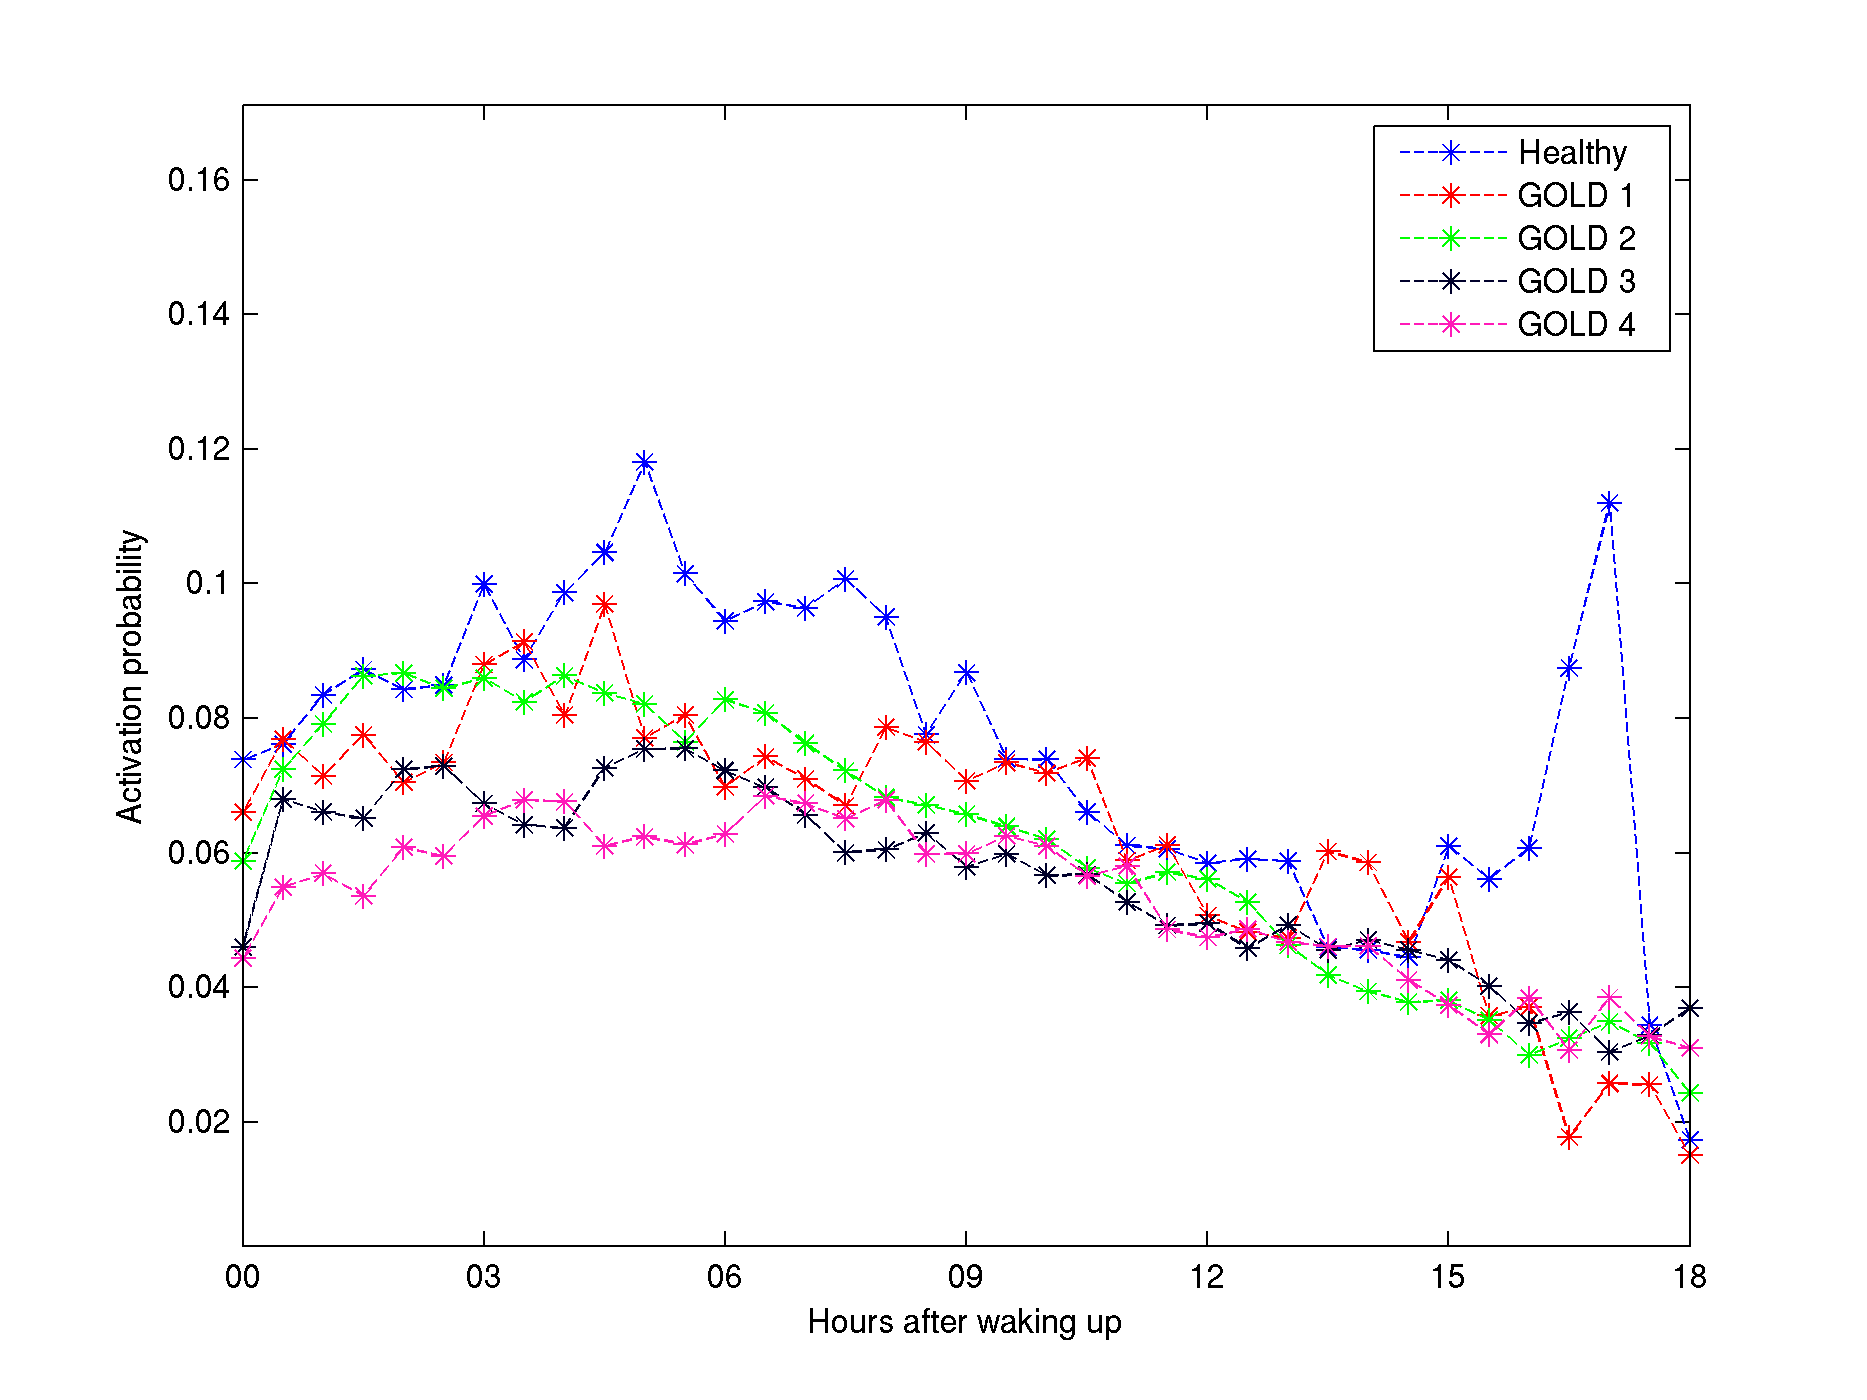 Healthy
GOLD 1
GOLD 2
GOLD 3
GOLD 4
0.16
0.14
0.12
0.1
0.08
0.06
0.04
0.02
Activation probability
00 03 06 09 12 15 18
Hours after waking up